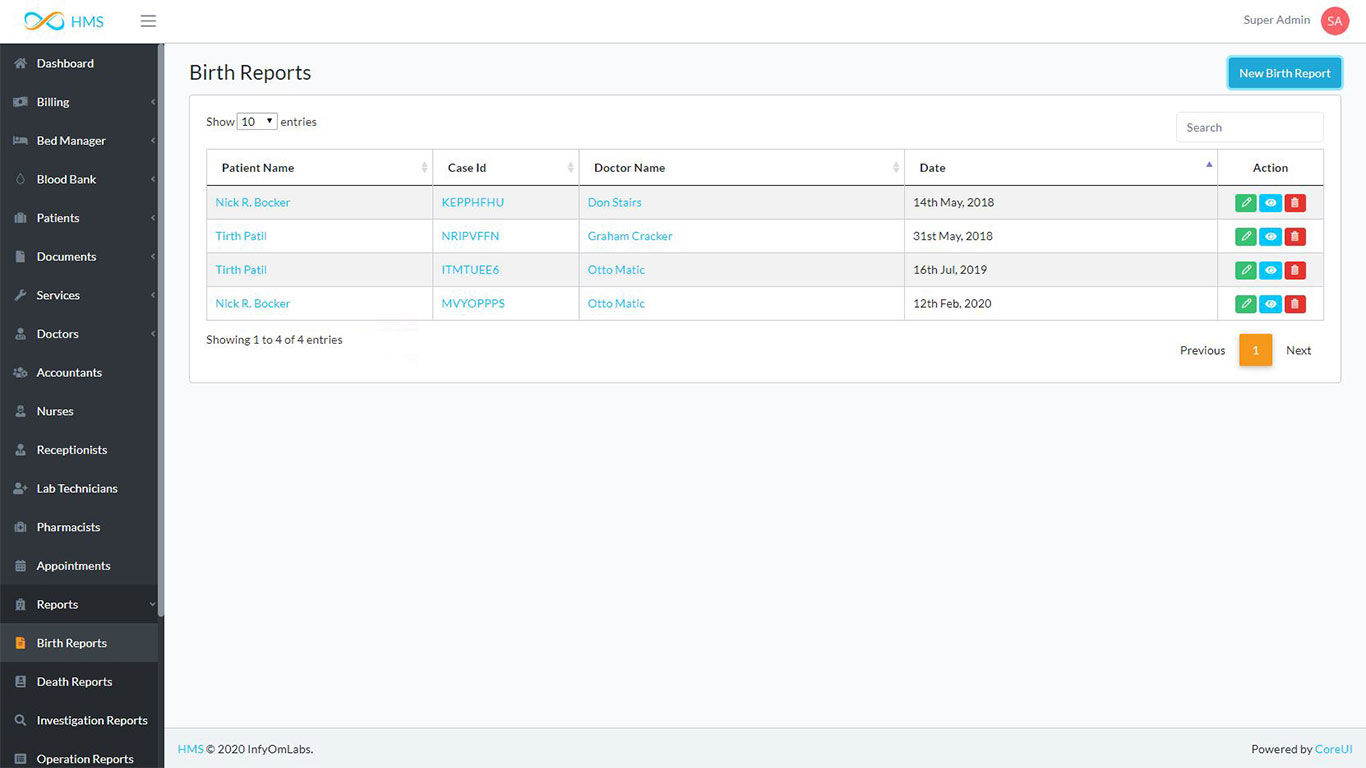 HMS
Super Admin SA
Dashboard
Billing
Bed Manager
Blood Bank
Patients
Documents
Services
Doctors
Accountants
Nurses
Receptionists
Lab Technicians
Pharmacists
Appointments
Reports
Birth Reports
Death Reports
Investigation Reports
Operation Reports
Birth Reports New Birth Report
Show 10 entries Search
Patient Name Case Id Doctor Name Date Action
Nick R. Bocker KEPPHFHU Don Stairs 14th May, 2018
Tirth Patil NRIPVFFN Graham Cracker 31st May, 2018
Tirth Patil ITMTUEE6 Otto Matic 16th Jul, 2019
Nick R. Bocker MVYOPPPS Otto Matic 12th Feb, 2020
Showing 1 to 4 of 4 entries
Previous 1 Next
HMS © 2020 InfyOmLabs. Powered by CoreUI